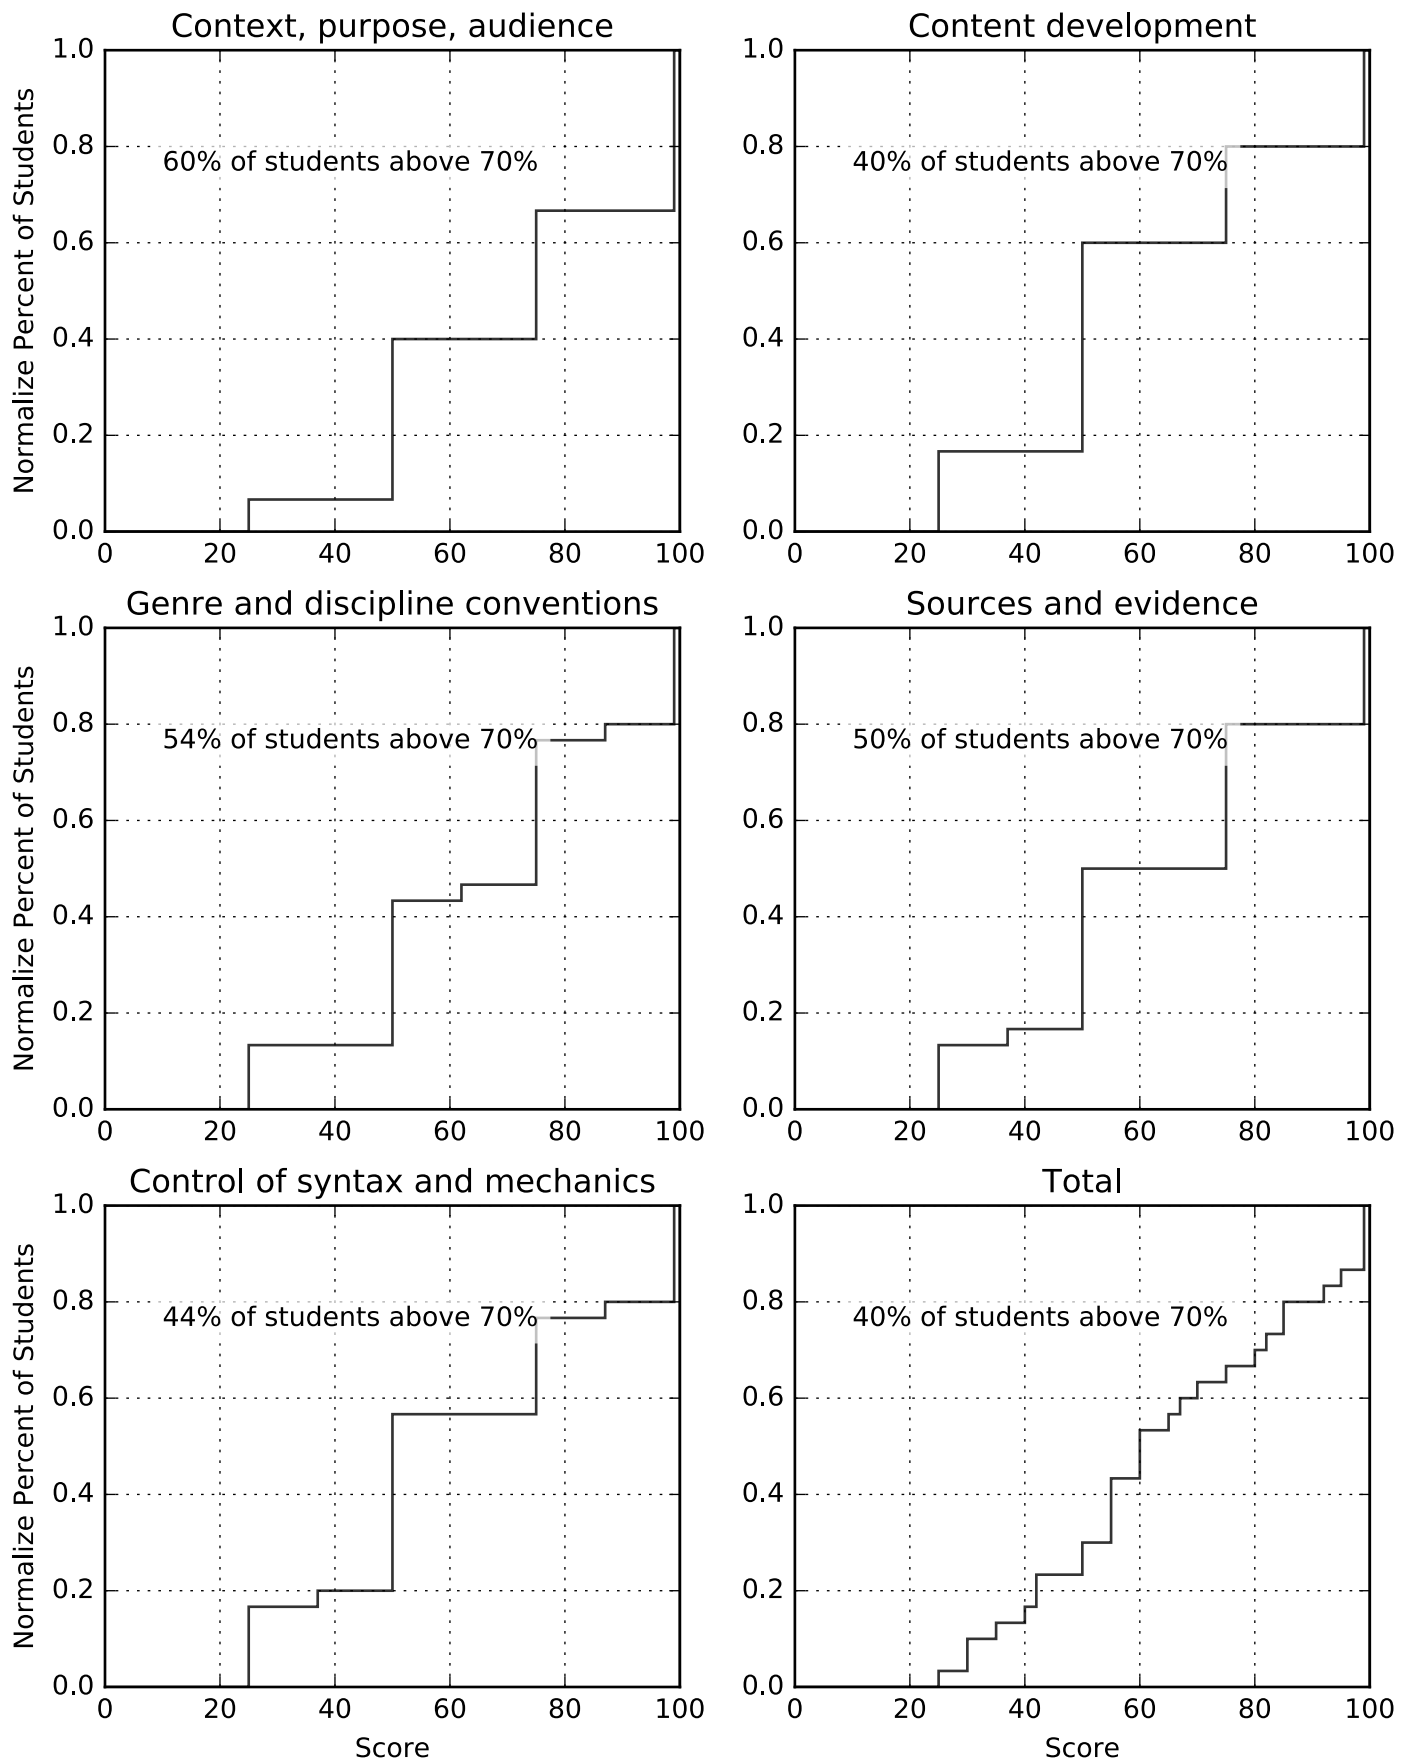 Context, purpose, audience
Content development
Normalize Percent of Students
1.0
0.8
0.6
0.4
0.2
0.0
60% of students above 70%
0 20 40 60 80 100
1.0
0.8
0.6
0.4
0.2
0.0
40% of students above 70%
0 20 40 60 80 100
Genre and discipline conventions
Sources and evidence
Normalize Percent of Students
1.0
0.8
0.6
0.4
0.2
0.0
54% of students above 70%
0 20 40 60 80 100
1.0
0.8
0.6
0.4
0.2
0.0
50% of students above 70%
0 20 40 60 80 100
Control of syntax and mechanics
Total
Normalize Percent of Students
1.0
0.8
0.6
0.4
0.2
0.0
44% of students above 70%
0 20 40 60 80 100
Score
1.0
0.8
0.6
0.4
0.2
0.0
40% of students above 70%
0 20 40 60 80 100
Score